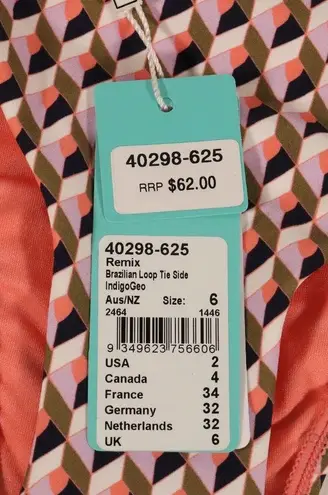 40298-625
RRP $62.00
40298-625
Remix
Brazilian Loop Tie Side
IndigoGeo
Aus/NZ Size: 6
2464 1446
9 349623 756606
USA 2
Canada 4
France 34
Germany 32
Netherlands 32
UK 6